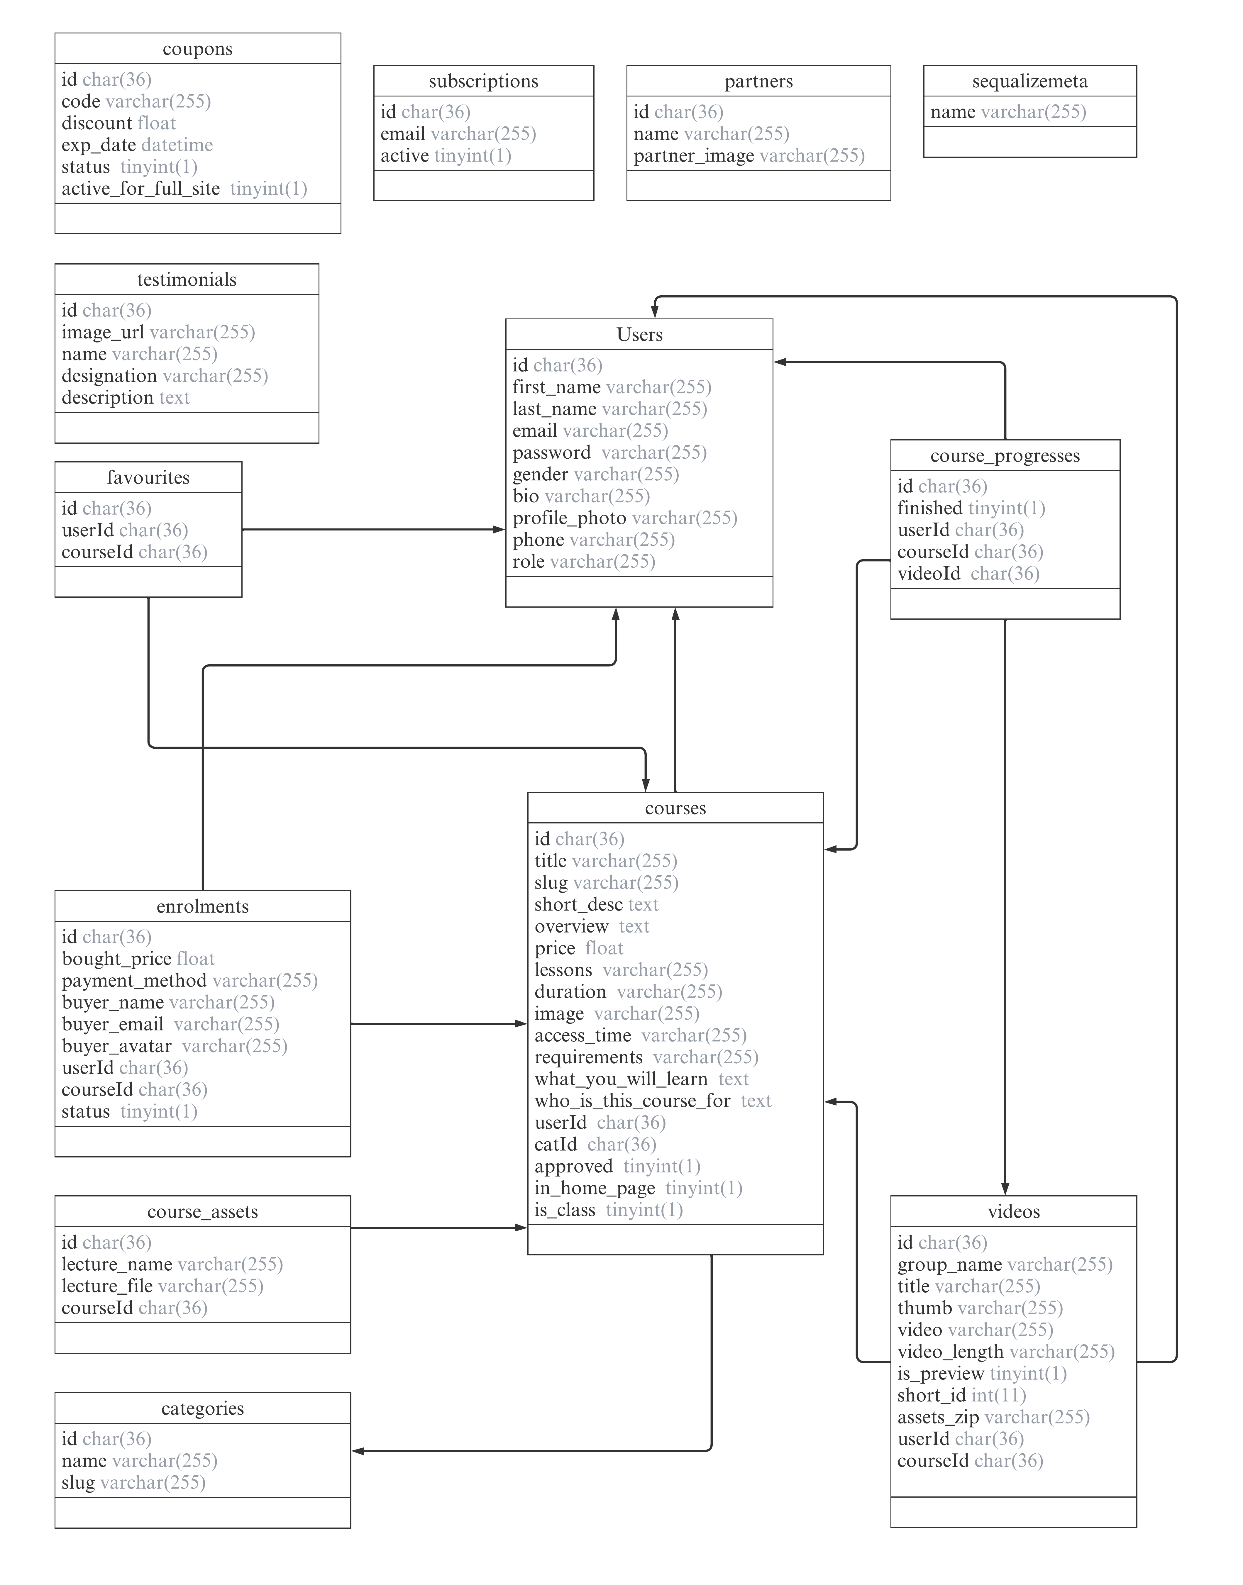 coupons
id char(36)
code varchar(255)
discount float
exp_date datetime
status tinyint(1)
active_for_full_site tinyint(1)
subscriptions
id char(36)
email varchar(255)
active tinyint(1)
partners
id char(36)
name varchar(255)
partner_image varchar(255)
sequalizemeta
name varchar(255)
testimonials
id char(36)
image_url varchar(255)
name varchar(255)
designation varchar(255)
description text
Users
id char(36)
first_name varchar(255)
last_name varchar(255)
email varchar(255)
password varchar(255)
gender varchar(255)
bio varchar(255)
profile_photo varchar(255)
phone varchar(255)
role varchar(255)
favourites
id char(36)
userId char(36)
courseId char(36)
course_progresses
id char(36)
finished tinyint(1)
userId char(36)
courseId char(36)
videoId char(36)
courses
id char(36)
title varchar(255)
slug varchar(255)
short_desc text
overview text
price float
lessons varchar(255)
duration varchar(255)
image varchar(255)
access_time varchar(255)
requirements varchar(255)
what_you_will_learn text
who_is_this_course_for text
userId char(36)
catId char(36)
approved tinyint(1)
in_home_page tinyint(1)
is_class tinyint(1)
enrolments
id char(36)
bought_price float
payment_method varchar(255)
buyer_name varchar(255)
buyer_email varchar(255)
buyer_avatar varchar(255)
userId char(36)
courseId char(36)
status tinyint(1)
course_assets
id char(36)
lecture_name varchar(255)
lecture_file varchar(255)
courseId char(36)
videos
id char(36)
group_name varchar(255)
title varchar(255)
thumb varchar(255)
video varchar(255)
video_length varchar(255)
is_preview tinyint(1)
short_id int(11)
assets_zip varchar(255)
userId char(36)
courseId char(36)
categories
id char(36)
name varchar(255)
slug varchar(255)